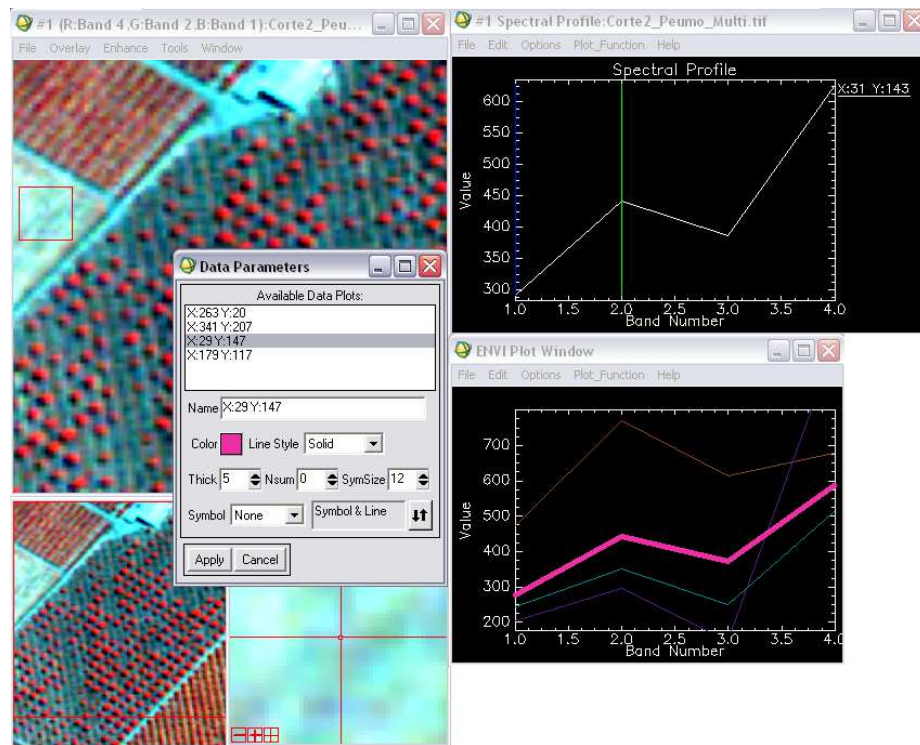 #1 (R:Band 4,G:Band 2,B:Band 1):Corte2_Peu...
File Overlay Enhance Tools Window
#1 Spectral Profile:Corte2_Peumo_Multi.tif
File Edit Options Plot_Function Help
Spectral Profile
X:31 Y:143
600
550
500
450
400
350
300
Value
1.0 1.5 2.0 2.5 3.0 3.5 4.0
Band Number
Data Parameters
Available Data Plots:
X:263 Y:20
X:341 Y:207
X:29 Y:147
X:179 Y:117
Name X:29 Y:147
Color Line Style Solid
Thick 5 Nsum 0 SymSize 12
Symbol None Symbol & Line
Apply Cancel
ENVI Plot Window
File Edit Options Plot_Function Help
700
600
500
400
300
200
Value
1.0 1.5 2.0 2.5 3.0 3.5 4.0
Band Number